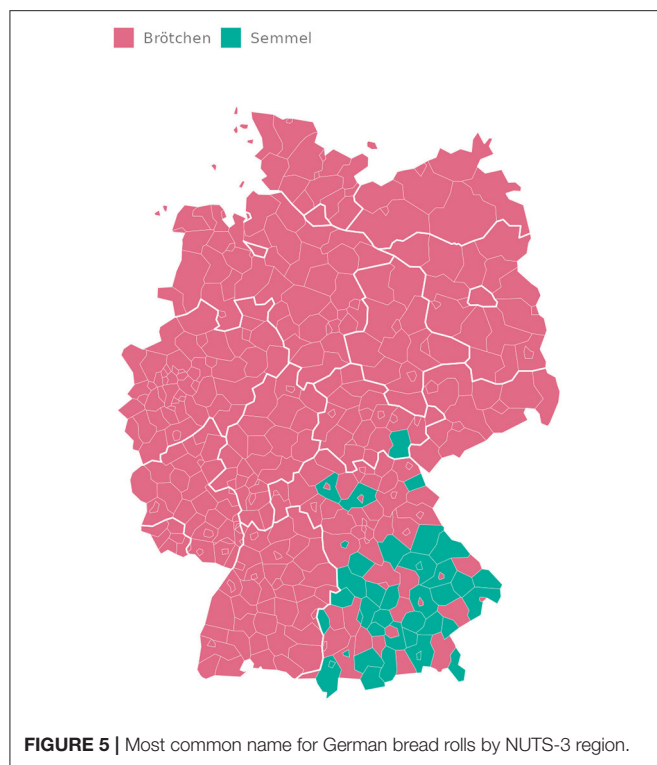 Brötchen Semmel
FIGURE 5 | Most common name for German bread rolls by NUTS-3 region.